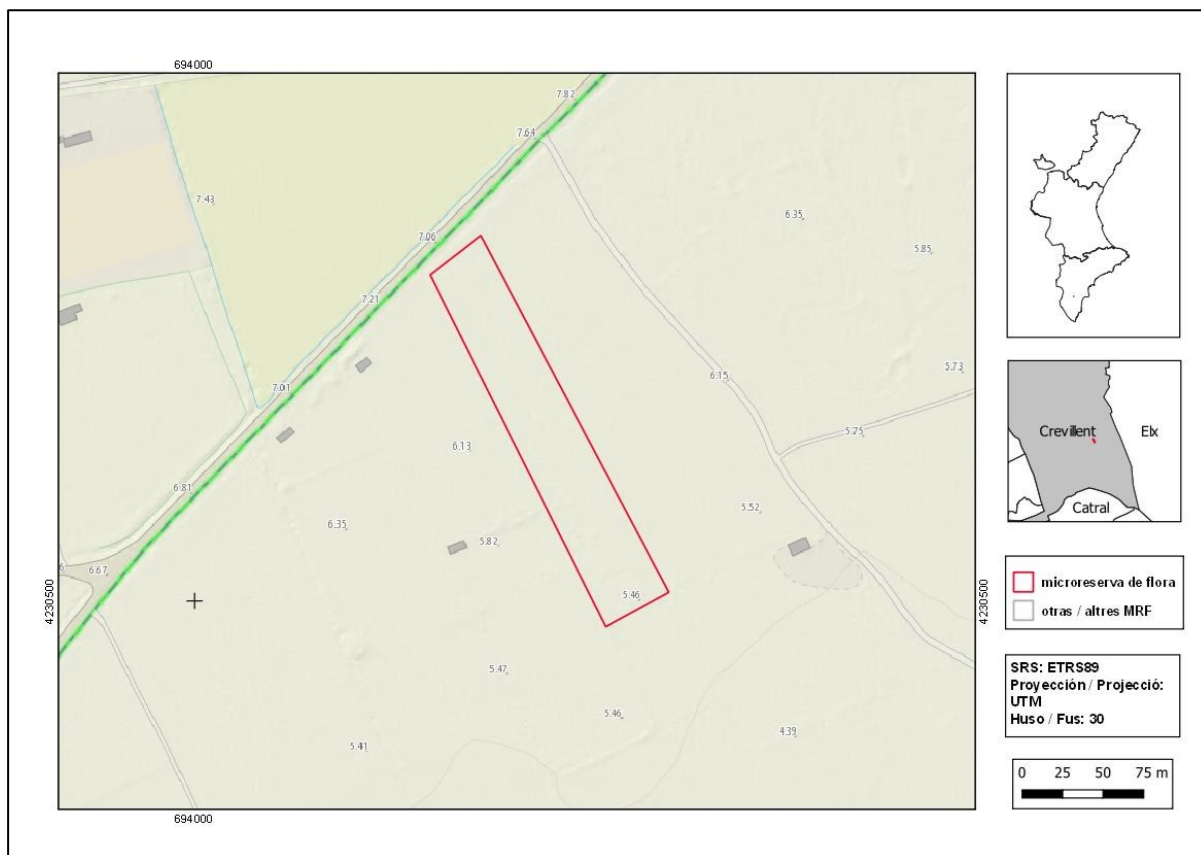 694000
7.82
7.64
7.43
6.35
7.06
5.85
7.21
5.73
6.15
7.01
5.75
6.13
6.81
5.52
6.35
5.82
6.67
5.46
4230500
4230500
5.47
5.46
4.39
5.41
694000
Crevillent
Elx
Catral
microreserva de flora
otras / altres MRF
SRS: ETRS89
Proyección / Projecció:
UTM
Huso / Fus: 30
0 25 50 75 m